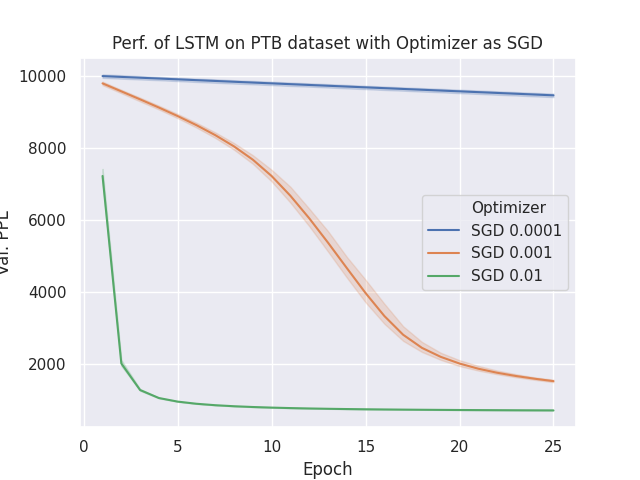 Perf. of LSTM on PTB dataset with Optimizer as SGD
Val. PPL
10000
8000
6000
4000
2000
Optimizer
SGD 0.0001
SGD 0.001
SGD 0.01
0
5
10
15
20
25
Epoch